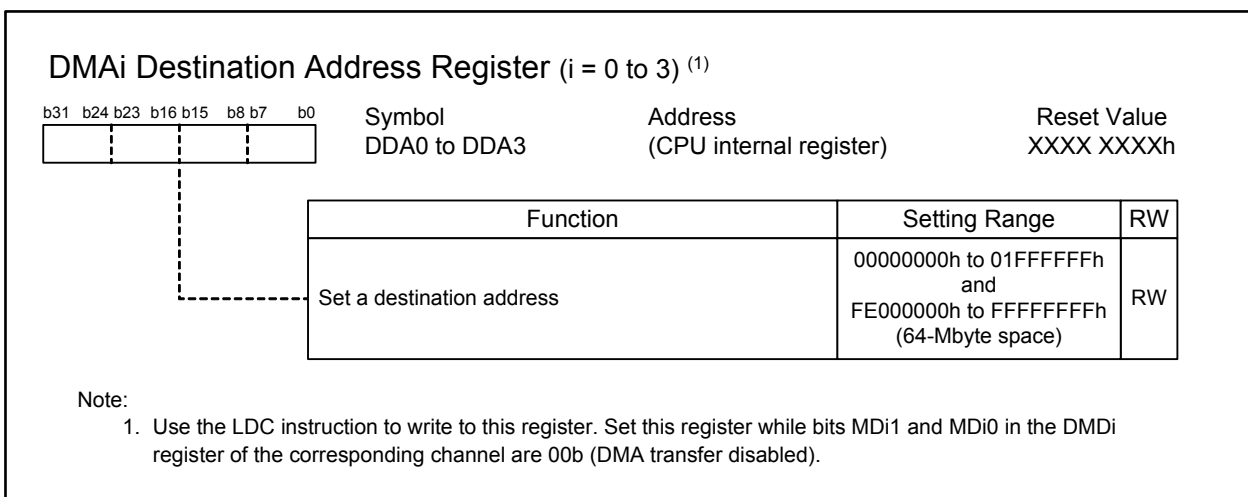 DMAi Destination Address Register (i = 0 to 3) (1)
b31 b24 b23 b16 b15 b8 b7 b0
Symbol Address Reset Value
DDA0 to DDA3 (CPU internal register) XXXX XXXXh
Function Setting Range RW
Set a destination address
00000000h to 01FFFFFFh
and
FE000000h to FFFFFFFFh
(64-Mbyte space)
RW
Note:
1. Use the LDC instruction to write to this register. Set this register while bits MDi1 and MDi0 in the DMDi
register of the corresponding channel are 00b (DMA transfer disabled).